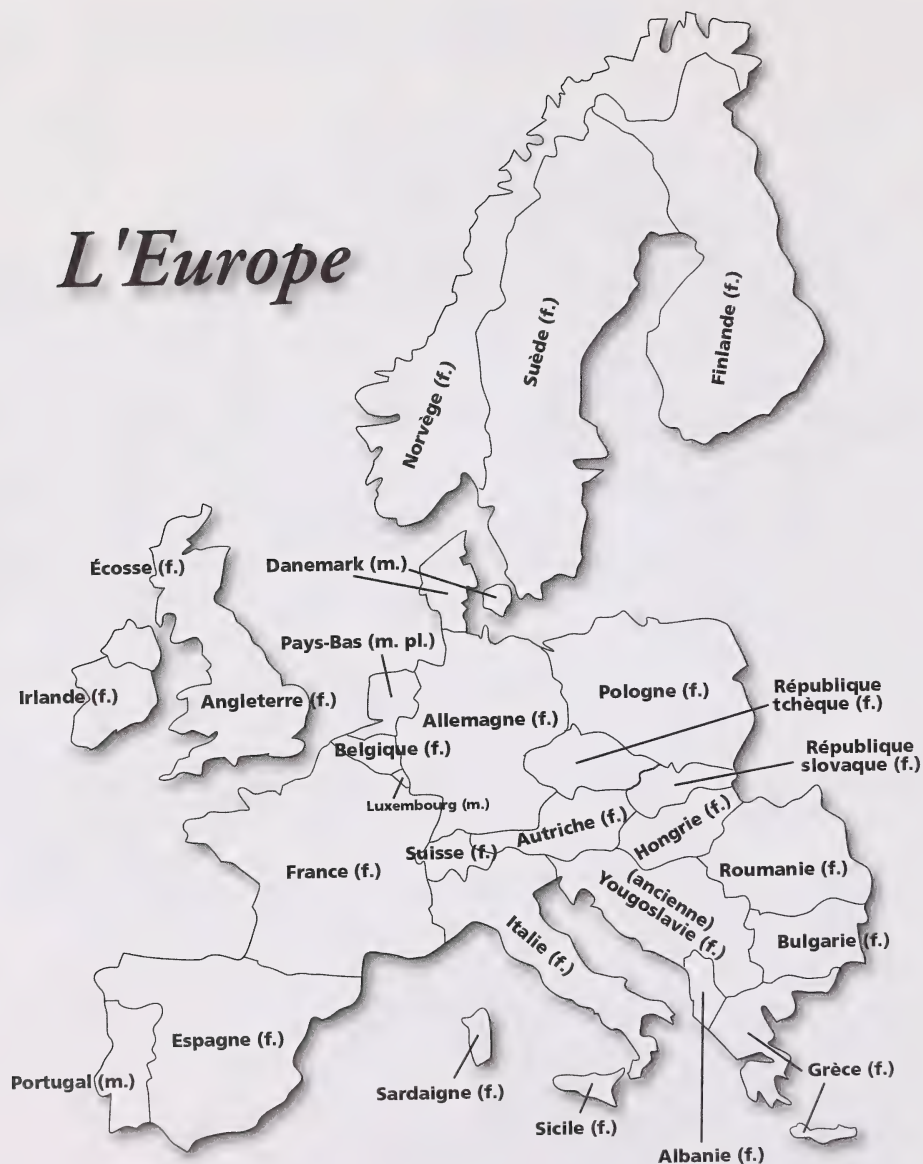 L'Europe
Norvège (f.)
Suède (f.)
Finlande (f.)
Écosse (f.)
Danemark (m.)
Pays-Bas (m. pl.)
Irlande (f.)
Angleterre (f.)
Allemagne (f.)
Pologne (f.)
République
tchèque (f.)
Belgique (f.)
République
slovaque (f.)
Luxembourg (m.)
Autriche (f.)
Hongrie (f.)
Suisse (f.)
France (f.)
Roumanie (f.)
(ancienne)
Yougoslavie (f.)
Italie (f.)
Bulgarie (f.)
Espagne (f.)
Portugal (m.)
Sardaigne (f.)
Grèce (f.)
Sicile (f.)
Albanie (f.)